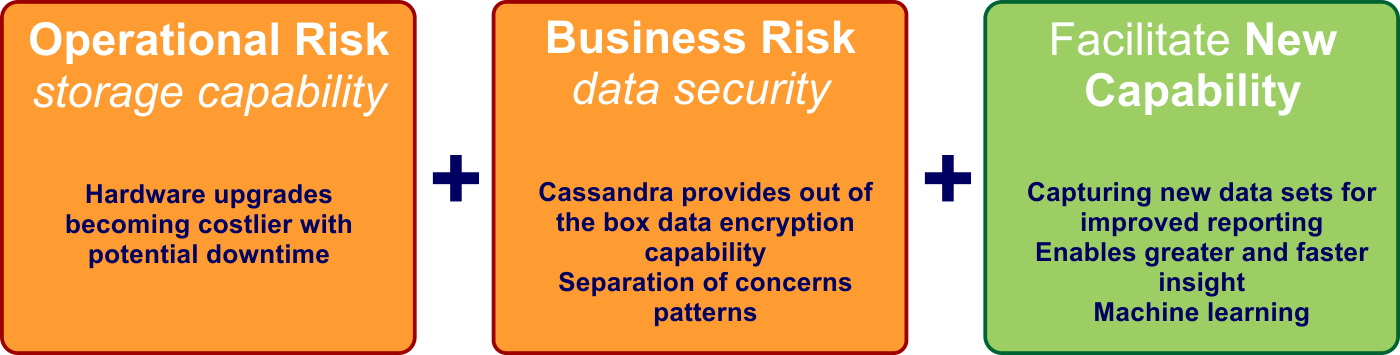 Operational Risk
storage capability
Hardware upgrades
becoming costlier with
potential downtime
+
Business Risk
data security
Cassandra provides out of
the box data encryption
capability
Separation of concerns
patterns
+
Facilitate New
Capability
Capturing new data sets for
improved reporting
Enables greater and faster
insight
Machine learning